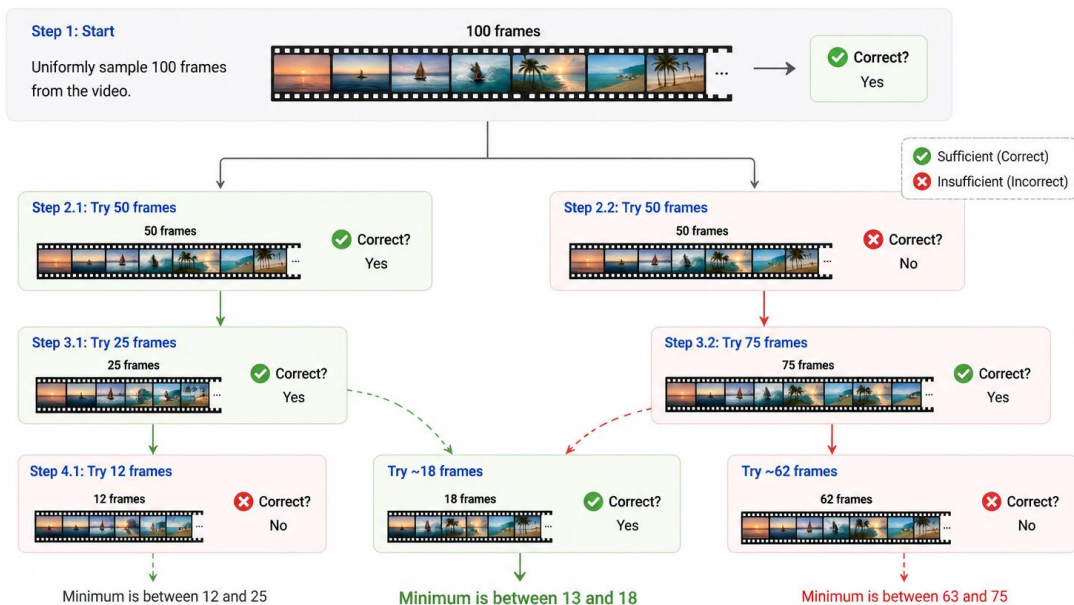 Step 1: Start
100 frames
Uniformly sample 100 frames
from the video.
...
Correct?
Yes
Sufficient (Correct)
Insufficient (Incorrect)
Step 2.1: Try 50 frames
50 frames
...
Correct?
Yes
Step 2.2: Try 50 frames
50 frames
...
Correct?
No
Step 3.1: Try 25 frames
25 frames
...
Correct?
Yes
Step 3.2: Try 75 frames
75 frames
...
Correct?
Yes
Step 4.1: Try 12 frames
12 frames
...
Correct?
No
Try ~18 frames
18 frames
...
Correct?
Yes
Try ~62 frames
62 frames
...
Correct?
No
Minimum is between 12 and 25
Minimum is between 13 and 18
Minimum is between 63 and 75